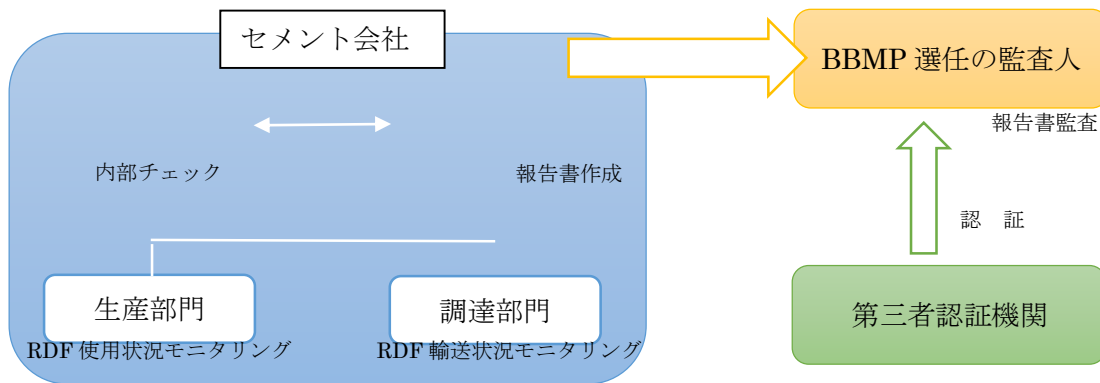 セメント会社
BBMP 選任の監査人
報告書監査
内部チェック
報告書作成
認 証
生産部門
調達部門
第三者認証機関
RDF 使用状況モニタリング
RDF 輸送状況モニタリング